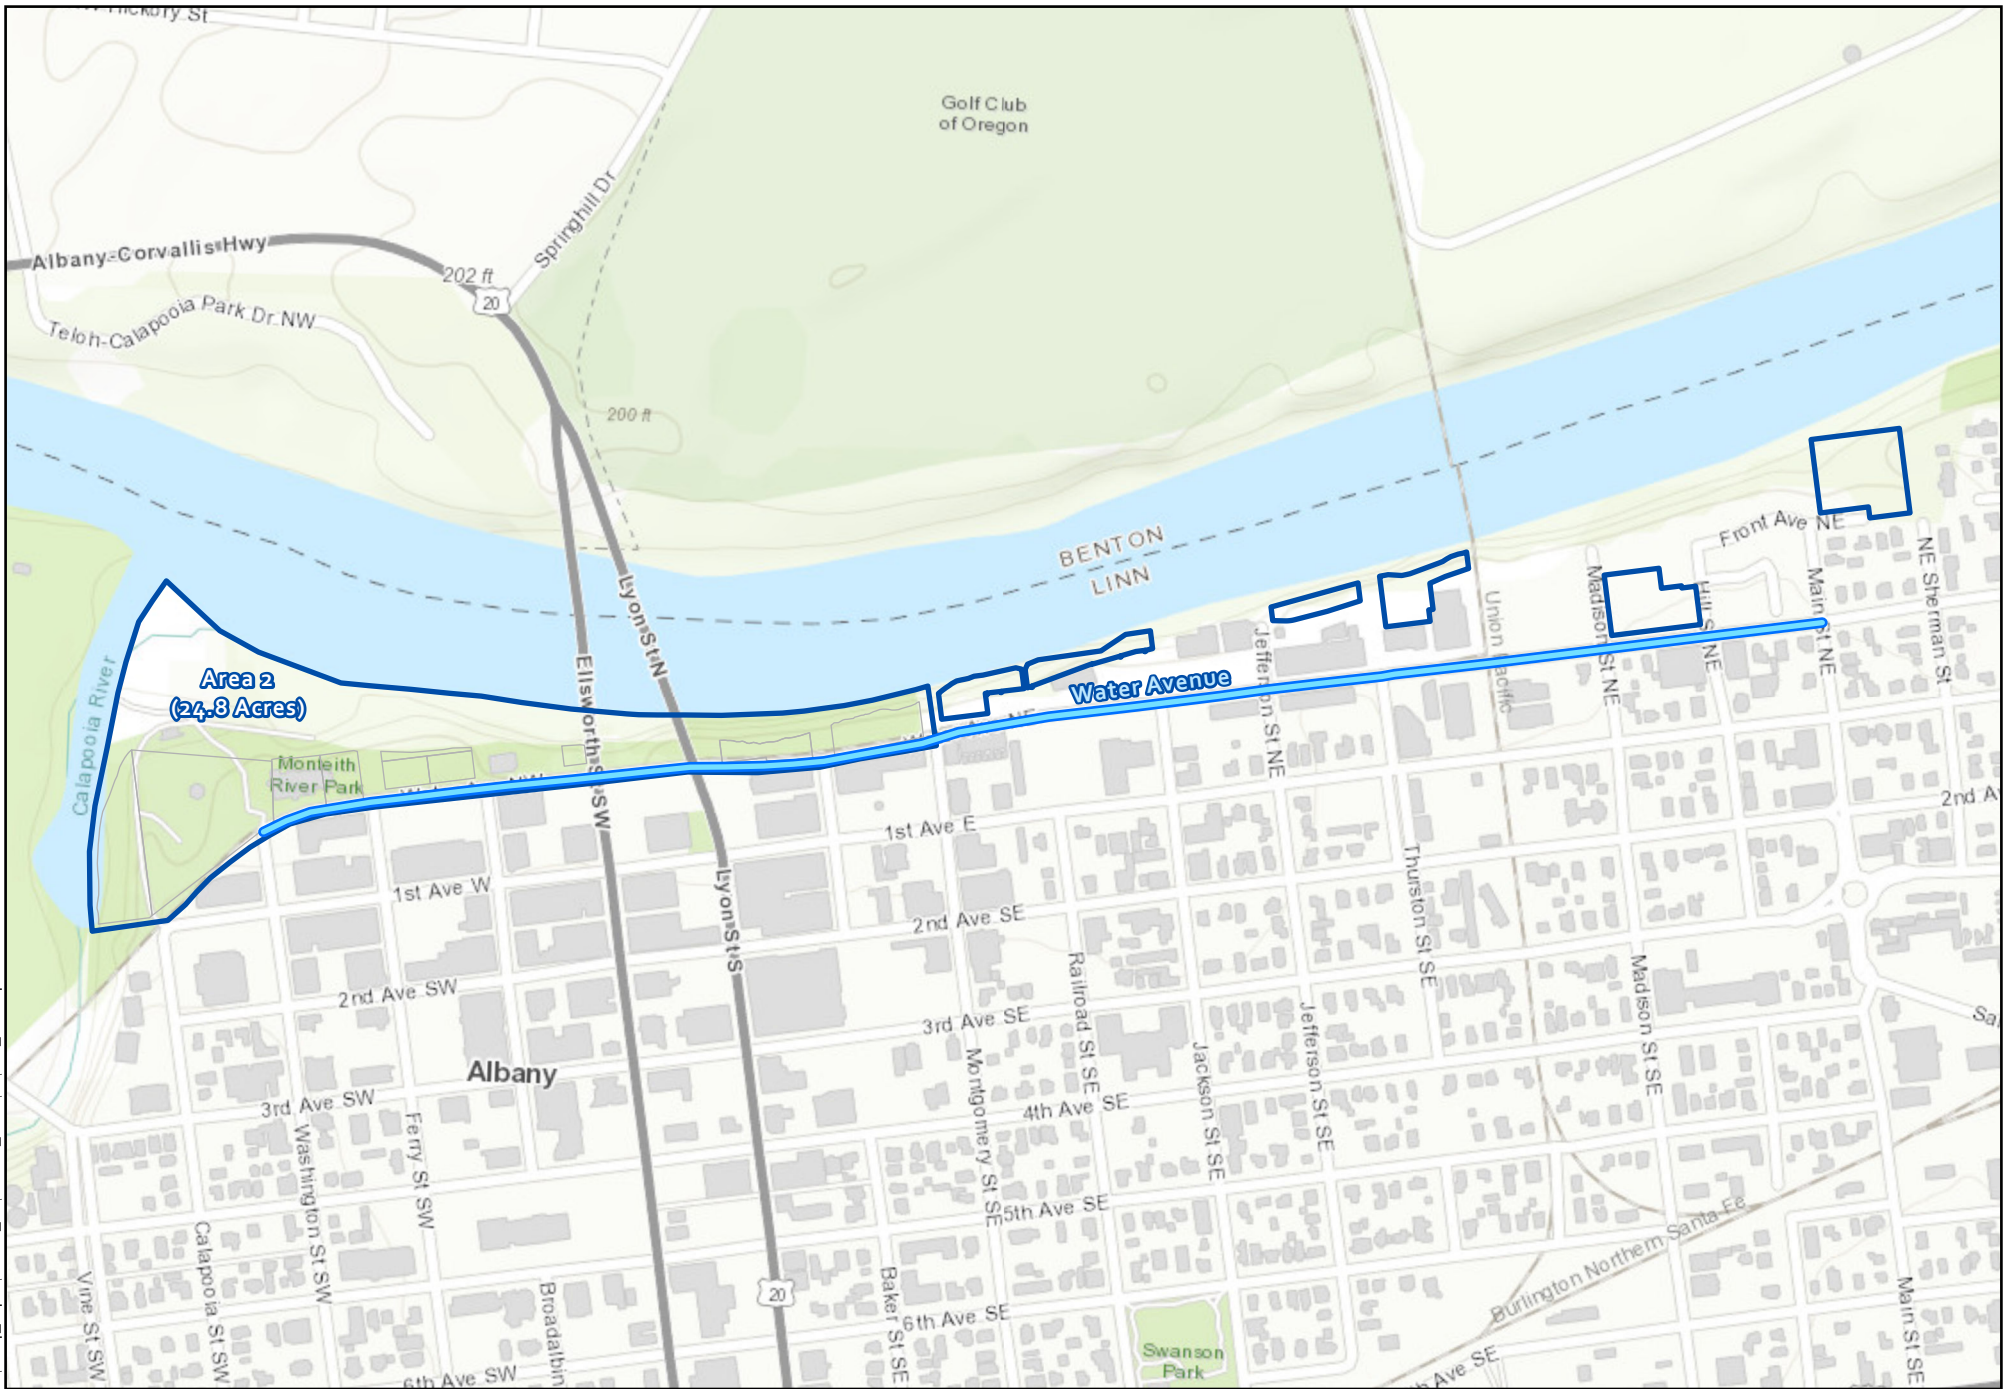 Hickory St
Golf Club
of Oregon
Springhill Dr
Albany-Corvallis Hwy
202 ft
20
Teloh-Calapooia Park Dr NW
200 ft
BENTON
LINN
Front Ave NE
NE Sherman St
Main St NE
Madison St NE
Hill St NE
Union Pacific
Lyon St N
Ellsworth St SW
Calapooia River
Area 2
(24.8 Acres)
Water Avenue
Jefferson St NE
Monteith
River Park
2nd Av
1st Ave E
1st Ave W
Thurston St SE
Lyon St S
2nd Ave SE
2nd Ave SW
Railroad St SE
Madison St SE
3rd Ave SE
Jefferson St SE
Albany
Montgomery St SE
Jackson St SE
3rd Ave SW
4th Ave SE
Washington St SW
Ferry St SW
5th Ave SE
Calapooia St SW
Burlington Northern Santa Fe
Vine St SW
Broadalbin
20
Baker St SE
6th Ave SE
Main St SE
Swanson
Park
6th Ave SW
Ave SE